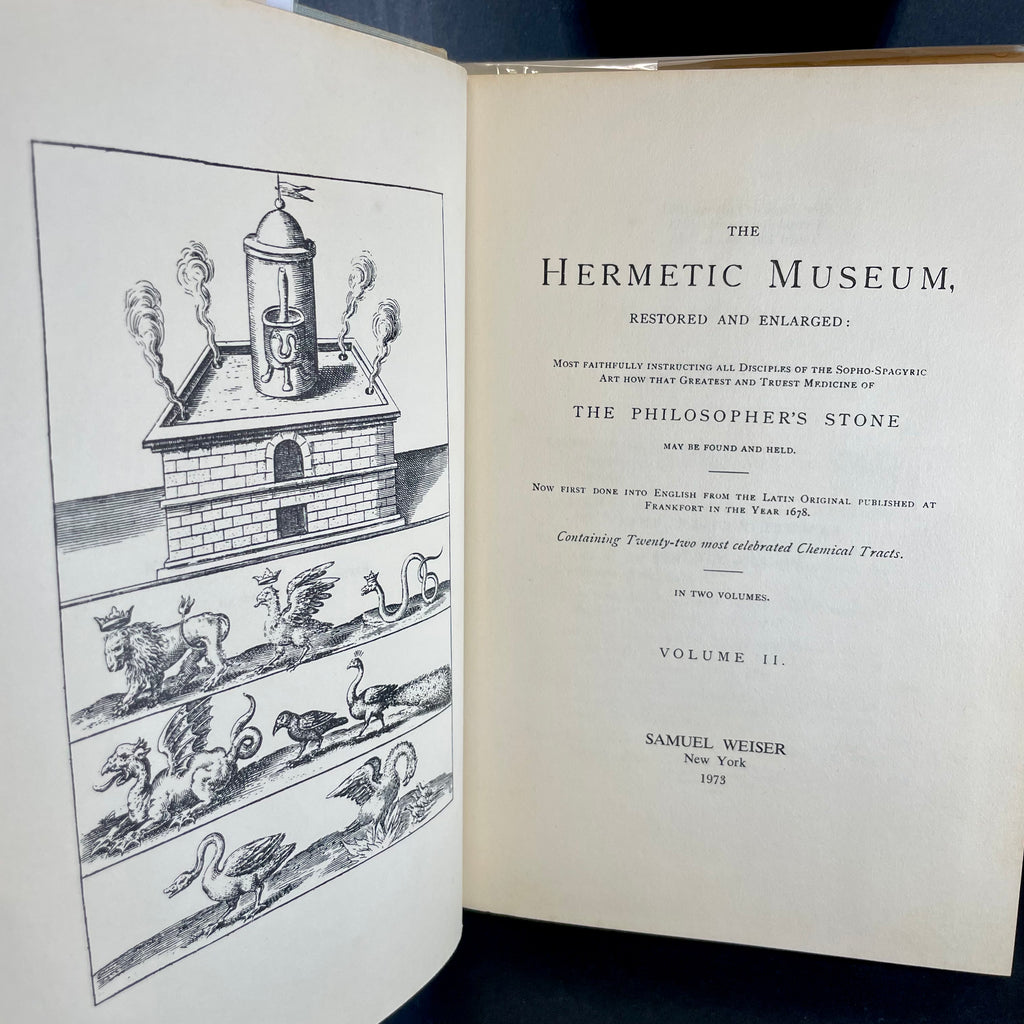 THE
HERMETIC MUSEUM,
RESTORED AND ENLARGED:
MOST FAITHFULLY INSTRUCTING ALL DISCIPLES OF THE SOPHO-SPAGYRIC
ART HOW THAT GREATEST AND TRUEST MEDICINE OF
THE PHILOSOPHER'S STONE
MAY BE FOUND AND HELD.
NOW FIRST DONE INTO ENGLISH FROM THE LATIN ORIGINAL PUBLISHED AT
FRANKFORT IN THE YEAR 1678.
Containing Twenty-two most celebrated Chemical Tracts.
IN TWO VOLUMES.
VOLUME II.
SAMUEL WEISER
New York
1973